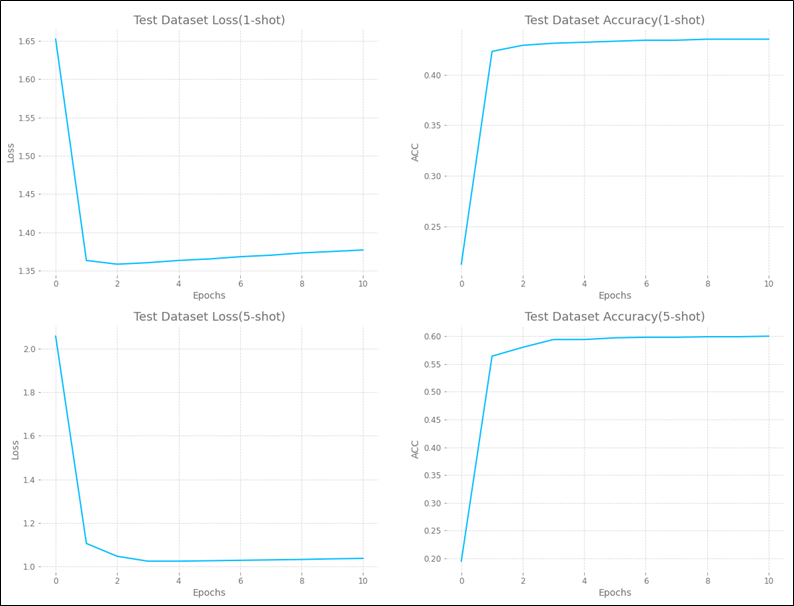 Test Dataset Loss(1-shot)
1.65
1.60
1.55
1.50
1.45
1.40
1.35
Loss
0 2 4 6 8 10
Epochs
Test Dataset Accuracy(1-shot)
0.40
0.35
0.30
0.25
ACC
0 2 4 6 8 10
Epochs
Test Dataset Loss(5-shot)
2.0
1.8
1.6
1.4
1.2
1.0
Loss
0 2 4 6 8 10
Epochs
Test Dataset Accuracy(5-shot)
0.60
0.55
0.50
0.45
0.40
0.35
0.30
0.25
0.20
ACC
0 2 4 6 8 10
Epochs